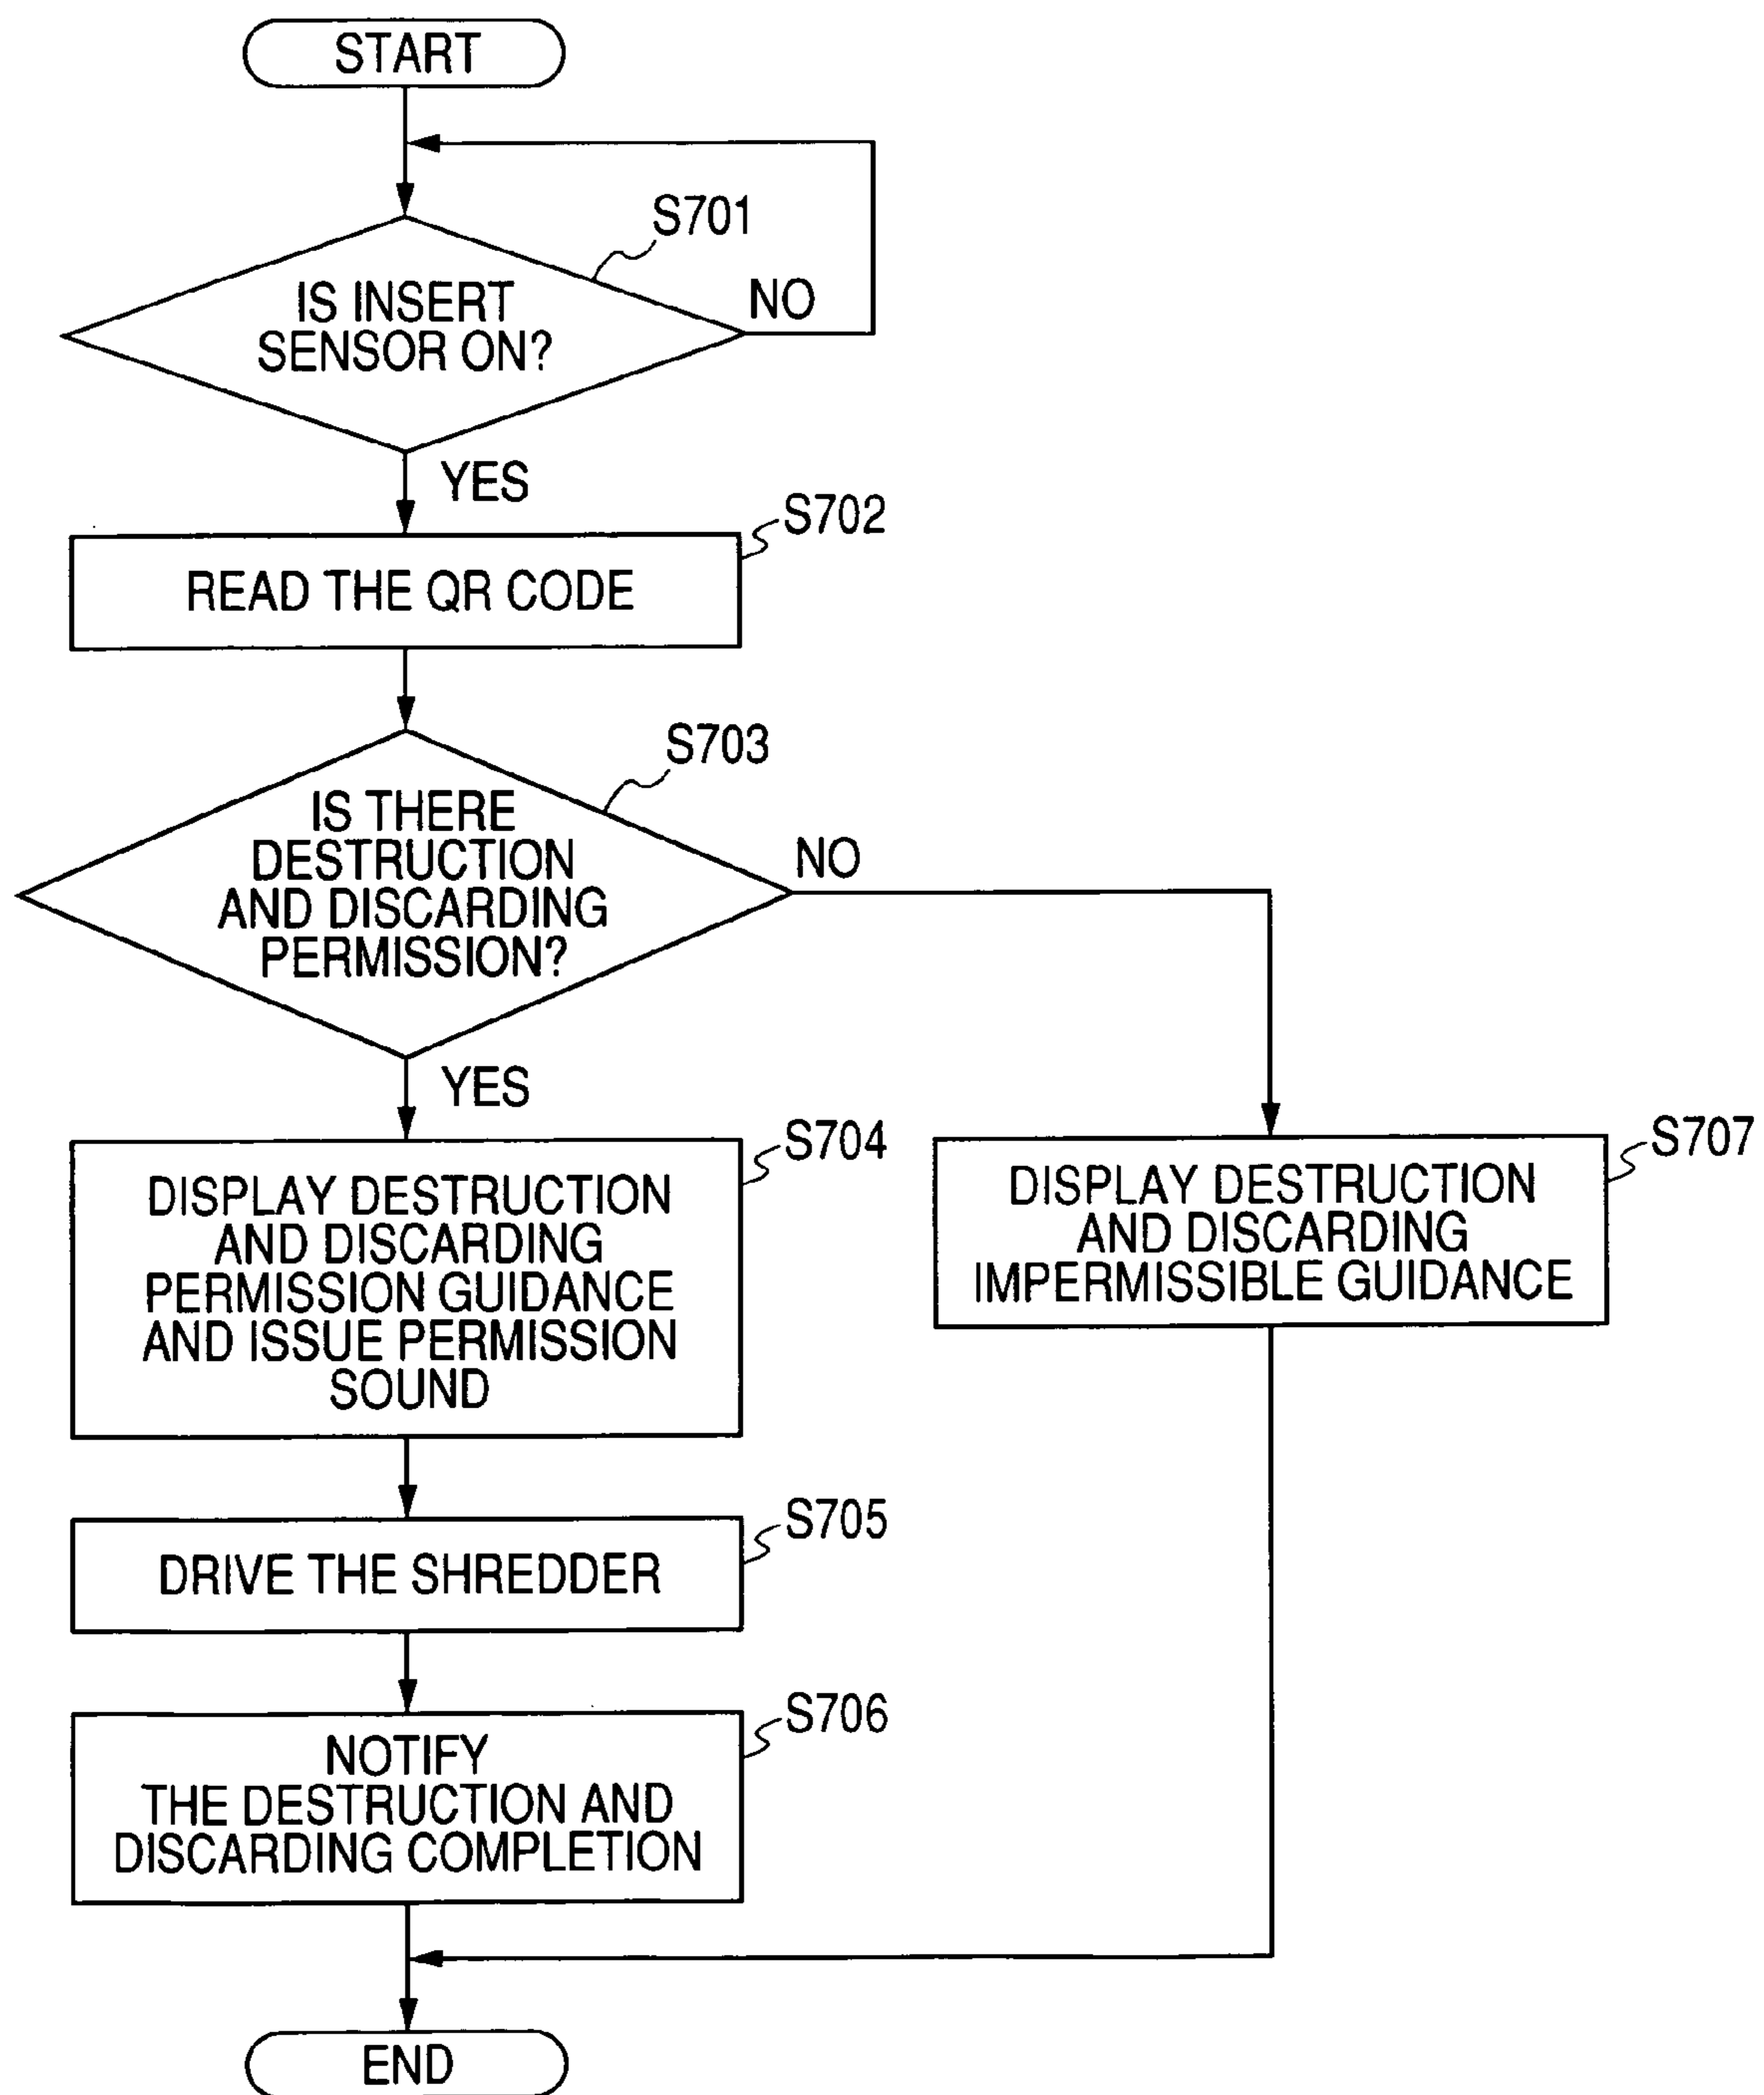 START
S701
IS INSERT
SENSOR ON?
NO
YES
S702
READ THE QR CODE
S703
IS THERE
DESTRUCTION
AND DISCARDING
PERMISSION?
NO
YES
S704
DISPLAY DESTRUCTION
AND DISCARDING
PERMISSION GUIDANCE
AND ISSUE PERMISSION
SOUND
S707
DISPLAY DESTRUCTION
AND DISCARDING
IMPERMISSIBLE GUIDANCE
S705
DRIVE THE SHREDDER
S706
NOTIFY
THE DESTRUCTION AND
DISCARDING COMPLETION
END